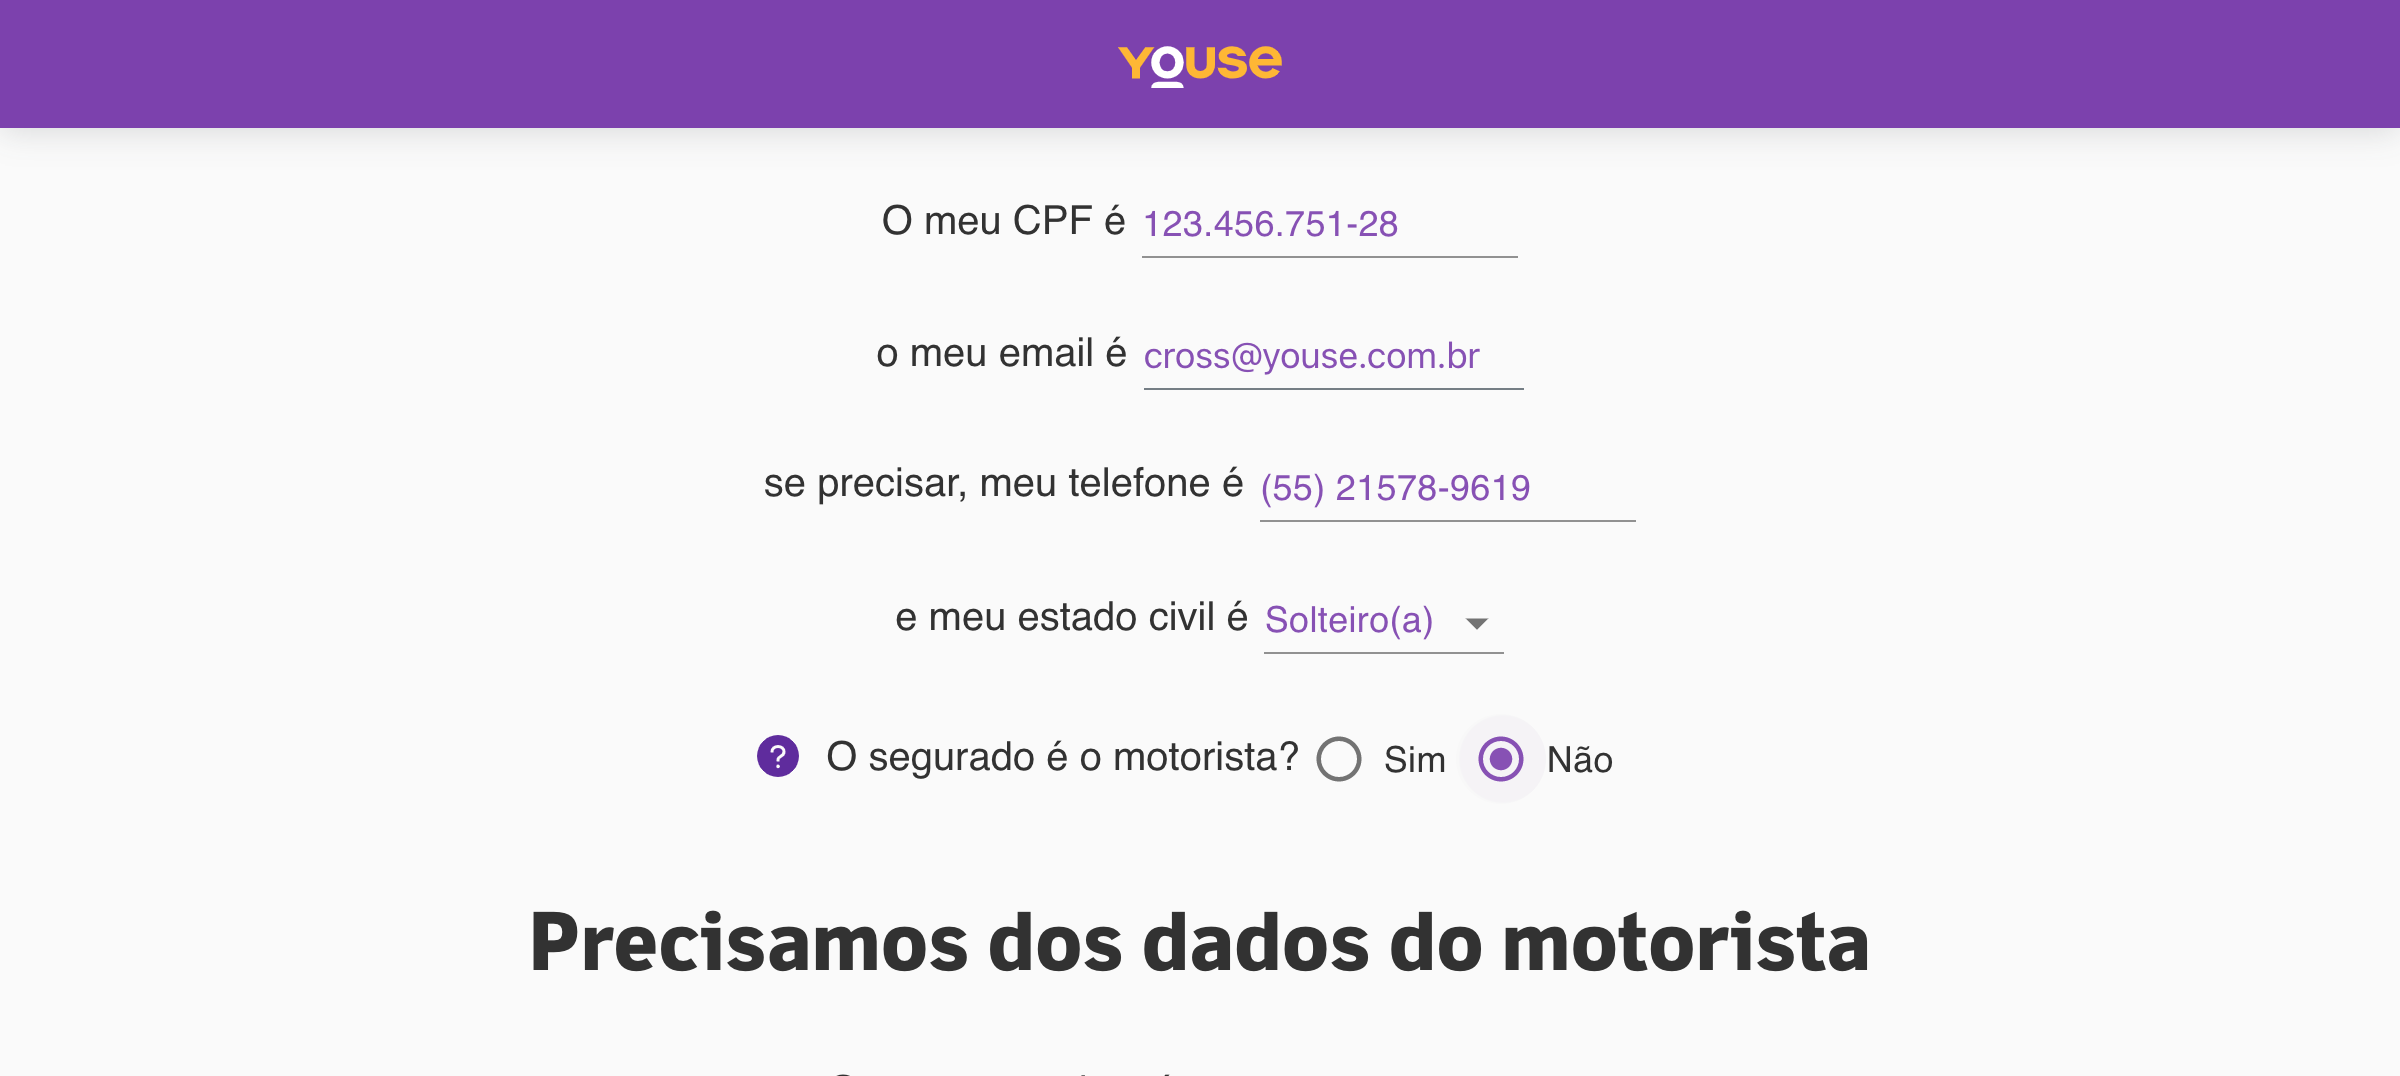 Youse
O meu CPF é 123.456.751-28
o meu email é cross@youse.com.br
se precisar, meu telefone é (55) 21578-9619
e meu estado civil é Solteiro(a)
? O segurado é o motorista? Sim Não
Precisamos dos dados do motorista